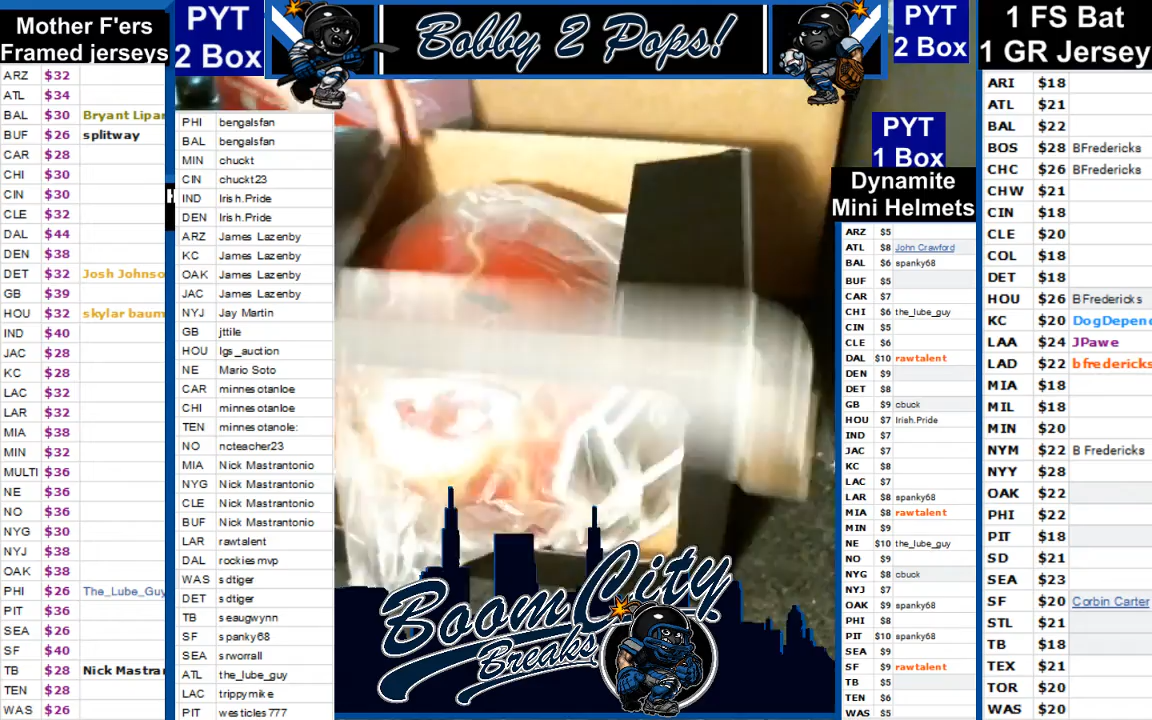 Mother F'ers
Framed jerseys
ARZ $32
ATL $34
BAL $30 Bryant Lipar
BUF $26 splitway
CAR $28
CHI $30
CIN $30
CLE $32
DAL $44
DEN $38
DET $32 Josh Johnso
GB $39
HOU $32 skylar baum
IND $40
JAC $28
KC $28
LAC $32
LAR $32
MIA $38
MIN $32
MULTI $36
NE $36
NO $36
NYG $30
NYJ $38
OAK $38
PHI $26 The_Lube_Guy
PIT $36
SEA $26
SF $40
TB $28 Nick Mastra
TEN $28
WAS $26
PYT
2 Box
PHI bengalsfan
BAL bengalsfan
MIN chuckt
CIN chuckt23
IND Irish.Pride
DEN Irish.Pride
ARZ James Lazenby
KC James Lazenby
OAK James Lazenby
JAC James Lazenby
NYJ Jay Martin
GB jttile
HOU lgs_auction
NE Mario Soto
CAR minnesotanloe
CHI minnesotanloe
TEN minnesotanole:
NO ncteacher23
MIA Nick Mastrantonio
NYG Nick Mastrantonio
CLE Nick Mastrantonio
BUF Nick Mastrantonio
LAR rawtalent
DAL rockiesmvp
WAS sdtiger
DET sdtiger
TB seaugwynn
SF spanky68
SEA srworrall
ATL the_lube_guy
LAC trippymike
PIT westicles777
Bobby 2 Pops!
Boom City
Breaks
PYT
2 Box
PYT
1 Box
Dynamite
Mini Helmets
ARZ $5
ATL $8 John Crawford
BAL $6 spanky68
BUF $5
CAR $7
CHI $6 the_lube_guy
CIN $5
CLE $6
DAL $10 rawtalent
DEN $9
DET $8
GB $9 cbuck
HOU $7 Irish.Pride
IND $7
JAC $7
KC $8
LAC $7
LAR $8 spanky68
MIA $8 rawtalent
MIN $9
NE $10 the_lube_guy
NO $9
NYG $8 cbuck
NYJ $7
OAK $9 spanky68
PHI $8
PIT $10 spanky68
SEA $9
SF $9 rawtalent
TB $5
TEN $6
WAS $5
1 FS Bat
1 GR Jersey
ARI $18
ATL $21
BAL $22
BOS $28 BFredericks
CHC $26 BFredericks
CHW $21
CIN $18
CLE $20
COL $18
DET $18
HOU $26 BFredericks
KC $20 DogDepen
LAA $24 JPawe
LAD $22 bfredericks
MIA $18
MIL $18
MIN $20
NYM $22 B Fredericks
NYY $28
OAK $22
PHI $22
PIT $18
SD $21
SEA $23
SF $20 Corbin Carter
STL $21
TB $18
TEX $21
TOR $20
WAS $20